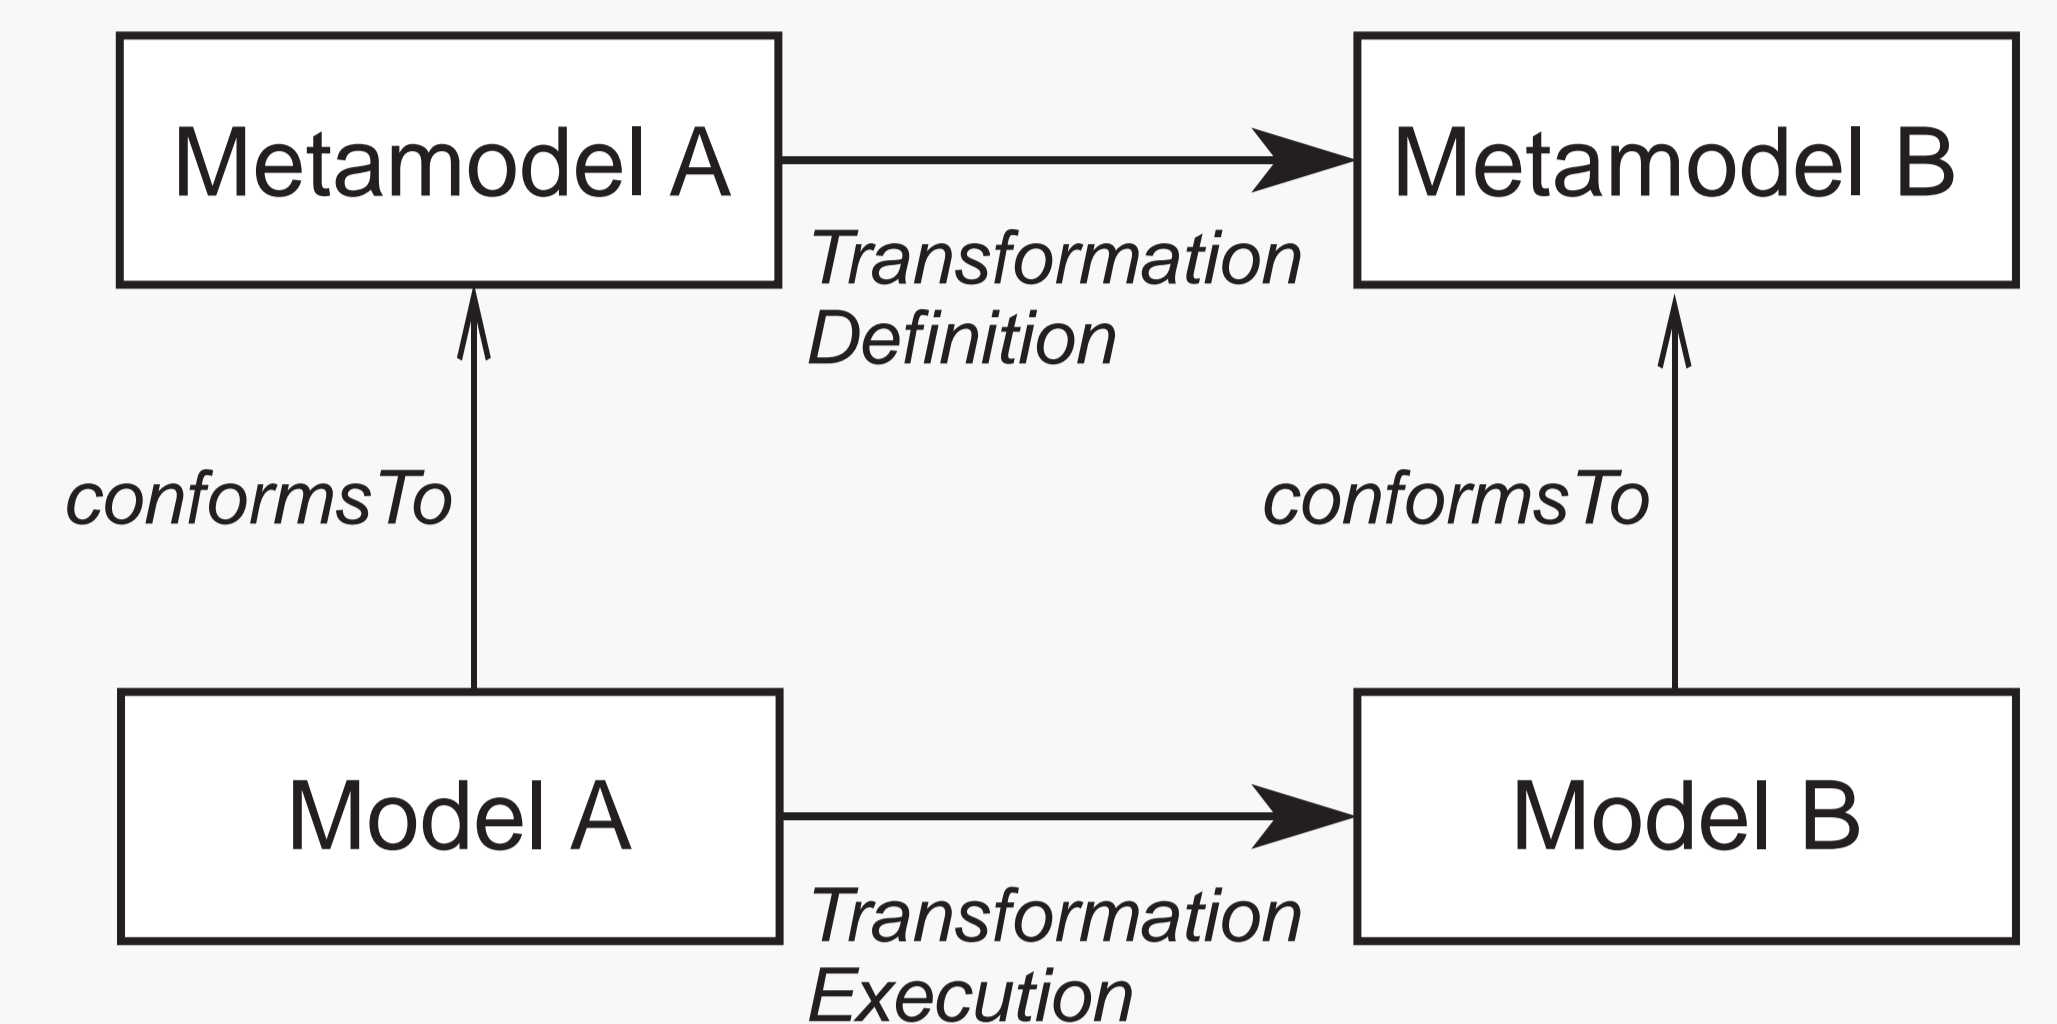 Metamodel A
Metamodel B
Transformation
Definition
conformsTo
conformsTo
Model A
Model B
Transformation
Execution